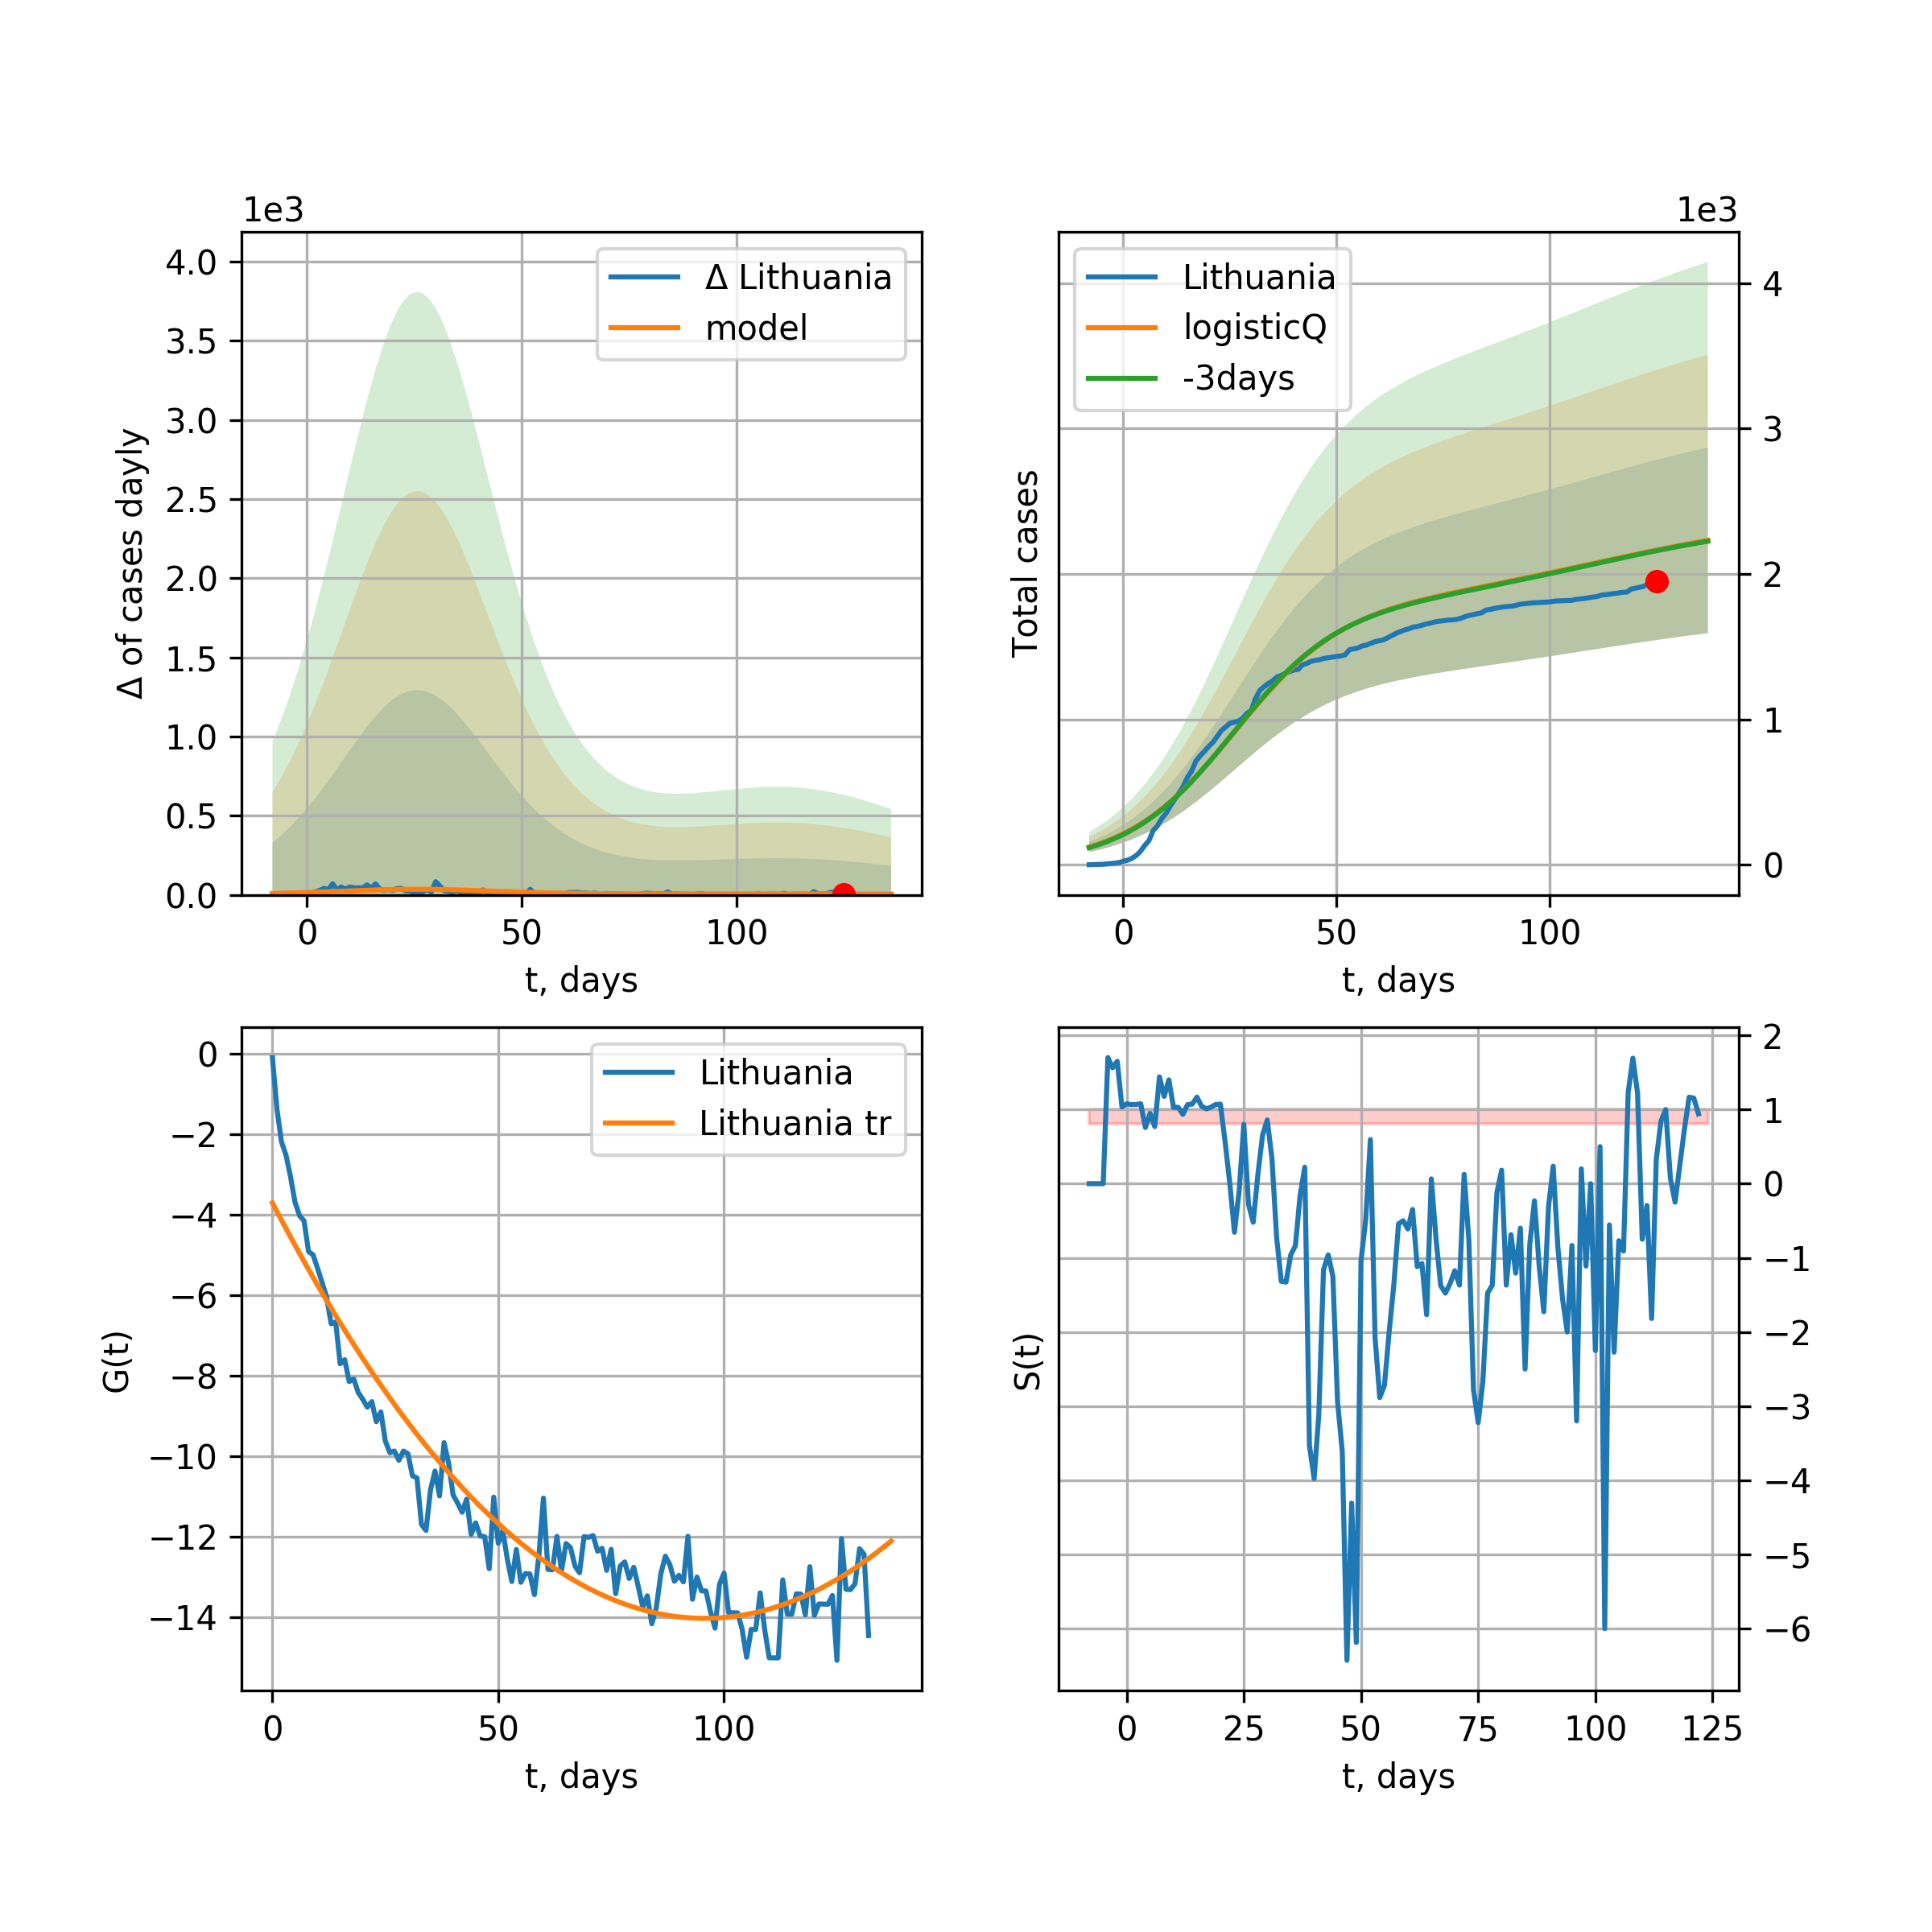 1e3
Δ of cases dayly
4.0
3.5
3.0
2.5
2.0
1.5
1.0
0.5
0.0
Δ Lithuania
model
0 50 100
t, days
1e3
Total cases
Lithuania
logisticQ
-3days
4
3
2
1
0
0 50 100
t, days
G(t)
0
−2
−4
−6
−8
−10
−12
−14
Lithuania
Lithuania tr
0 50 100
t, days
S(t)
2
1
0
−1
−2
−3
−4
−5
−6
0 25 50 75 100 125
t, days